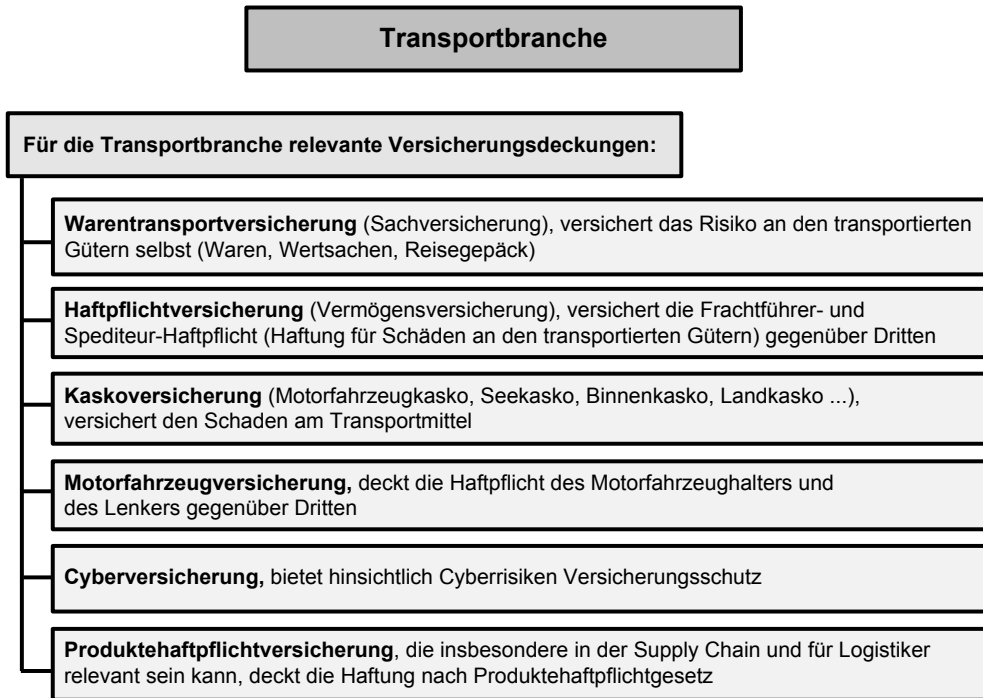 Transportbranche
Für die Transportbranche relevante Versicherungsdeckungen:
Warentransportversicherung (Sachversicherung), versichert das Risiko an den transportierten
Gütern selbst (Waren, Wertsachen, Reisegepäck)
Haftpflichtversicherung (Vermögensversicherung), versichert die Frachtführer- und
Spediteur-Haftpflicht (Haftung für Schäden an den transportierten Gütern) gegenüber Dritten
Kaskoversicherung (Motorfahrzeugkasko, Seekasko, Binnenkasko, Landkasko ...),
versichert den Schaden am Transportmittel
Motorfahrzeugversicherung, deckt die Haftpflicht des Motorfahrzeughalters und
des Lenkers gegenüber Dritten
Cyberversicherung, bietet hinsichtlich Cyberrisiken Versicherungsschutz
Produktehaftpflichtversicherung, die insbesondere in der Supply Chain und für Logistiker
relevant sein kann, deckt die Haftung nach Produktehaftpflichtgesetz